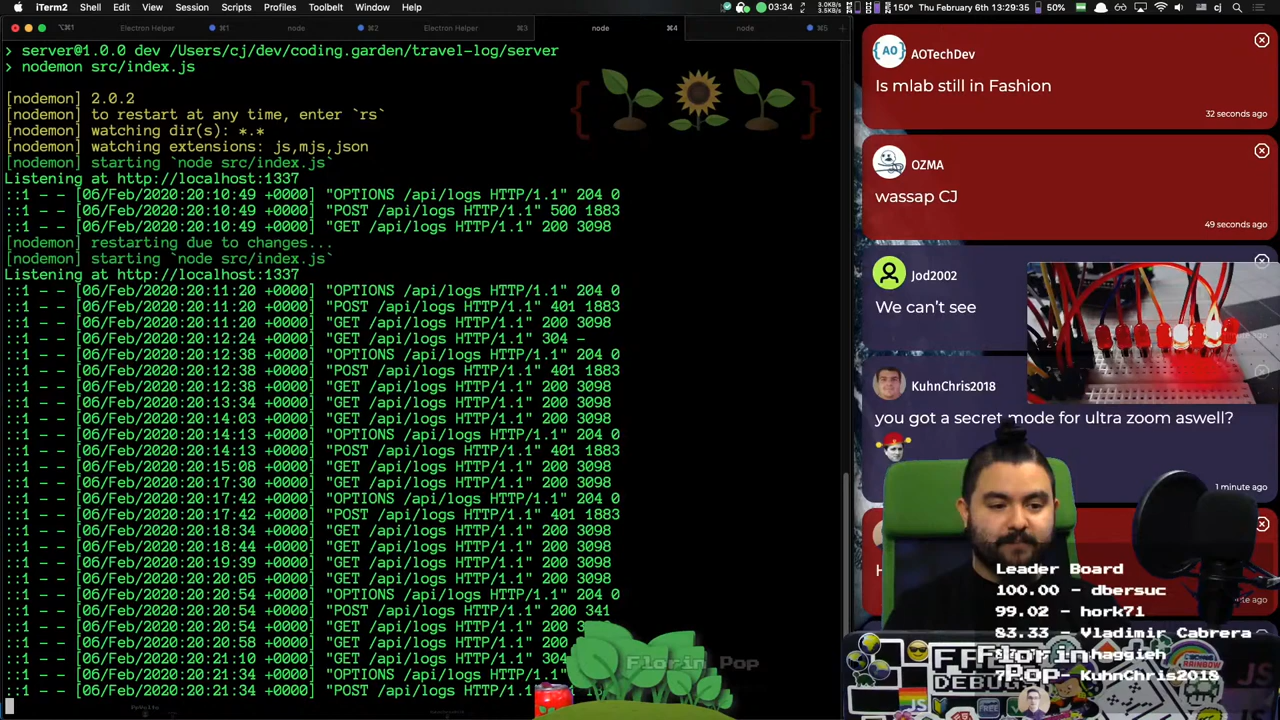 iTerm2 Shell Edit View Session Scripts Profiles Toolbelt Window Help
03:34
150° February 6th 13:29:35
50%
cj
⌥⌘1
Electron Helper ⌘1
node ⌘2
Electron Helper ⌘3
node ⌘4
node ⌘5
> server@1.0.0 dev /Users/cj/dev/coding.garden/travel-log/server
> nodemon src/index.js
[nodemon] 2.0.2
[nodemon] to restart at any time, enter `rs`
[nodemon] watching dir(s): *.*
[nodemon] watching extensions: js,mjs,json
[nodemon] starting `node src/index.js`
Listening at http://localhost:1337
::1 - - [06/Feb/2020:20:10:49 +0000] "OPTIONS /api/logs HTTP/1.1" 204 0
::1 - - [06/Feb/2020:20:10:49 +0000] "POST /api/logs HTTP/1.1" 500 1883
::1 - - [06/Feb/2020:20:10:49 +0000] "GET /api/logs HTTP/1.1" 200 3098
[nodemon] restarting due to changes...
[nodemon] starting `node src/index.js`
Listening at http://localhost:1337
::1 - - [06/Feb/2020:20:11:20 +0000] "OPTIONS /api/logs HTTP/1.1" 204 0
::1 - - [06/Feb/2020:20:11:20 +0000] "POST /api/logs HTTP/1.1" 401 1883
::1 - - [06/Feb/2020:20:11:20 +0000] "GET /api/logs HTTP/1.1" 200 3098
::1 - - [06/Feb/2020:20:12:24 +0000] "GET /api/logs HTTP/1.1" 304 -
::1 - - [06/Feb/2020:20:12:38 +0000] "OPTIONS /api/logs HTTP/1.1" 204 0
::1 - - [06/Feb/2020:20:12:38 +0000] "POST /api/logs HTTP/1.1" 401 1883
::1 - - [06/Feb/2020:20:12:38 +0000] "GET /api/logs HTTP/1.1" 200 3098
::1 - - [06/Feb/2020:20:13:34 +0000] "GET /api/logs HTTP/1.1" 200 3098
::1 - - [06/Feb/2020:20:14:03 +0000] "GET /api/logs HTTP/1.1" 200 3098
::1 - - [06/Feb/2020:20:14:13 +0000] "OPTIONS /api/logs HTTP/1.1" 204 0
::1 - - [06/Feb/2020:20:14:13 +0000] "POST /api/logs HTTP/1.1" 401 1883
::1 - - [06/Feb/2020:20:15:08 +0000] "GET /api/logs HTTP/1.1" 200 3098
::1 - - [06/Feb/2020:20:17:30 +0000] "GET /api/logs HTTP/1.1" 200 3098
::1 - - [06/Feb/2020:20:17:42 +0000] "OPTIONS /api/logs HTTP/1.1" 204 0
::1 - - [06/Feb/2020:20:17:42 +0000] "POST /api/logs HTTP/1.1" 401 1883
::1 - - [06/Feb/2020:20:18:34 +0000] "GET /api/logs HTTP/1.1" 200 3098
::1 - - [06/Feb/2020:20:18:44 +0000] "GET /api/logs HTTP/1.1" 200 3098
::1 - - [06/Feb/2020:20:19:39 +0000] "GET /api/logs HTTP/1.1" 200 3098
::1 - - [06/Feb/2020:20:20:05 +0000] "GET /api/logs HTTP/1.1" 200 3098
::1 - - [06/Feb/2020:20:20:54 +0000] "OPTIONS /api/logs HTTP/1.1" 204 0
::1 - - [06/Feb/2020:20:20:54 +0000] "POST /api/logs HTTP/1.1" 200 341
::1 - - [06/Feb/2020:20:20:54 +0000] "GET /api/logs HTTP/1.1" 200
::1 - - [06/Feb/2020:20:20:58 +0000] "GET /api/logs HTTP/1.1"
::1 - - [06/Feb/2020:20:21:10 +0000] "GET /api/logs HTTP/1.1" 304
::1 - - [06/Feb/2020:20:21:34 +0000] "OPTIONS /api/logs HTTP/1.1"
::1 - - [06/Feb/2020:20:21:34 +0000] "POST /api/logs HTTP/1.1"
Florin_Pop
AO
AOTechDev
Is mlab still in Fashion
32 seconds ago
OZMA
wassap CJ
49 seconds ago
Jod2002
We can't see
KuhnChris2018
you got a secret mode for ultra zoom aswell?
1 minute ago
Leader Board
100.00 - dbersuc
99.02 - hork71
83.33 - Vladimir Cabrera
haggieh
KuhnChris2018
Florin
Pop
DEBUG